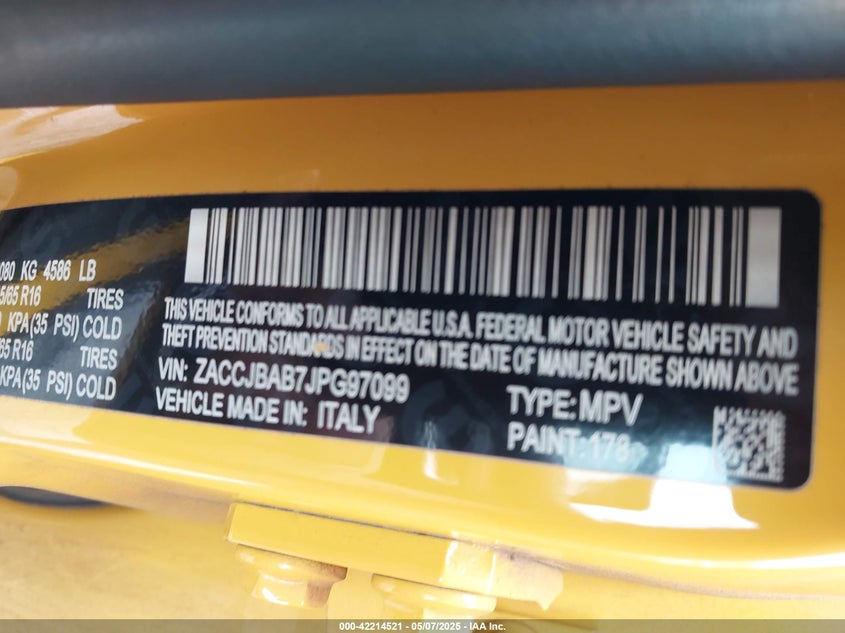 080 KG 4586 LB
5/65 R16 TIRES
KPA(35 PSI) COLD
65 R16 TIRES
KPA(35 PSI) COLD
THIS VEHICLE CONFORMS TO ALL APPLICABLE U.S.A. FEDERAL MOTOR VEHICLE SAFETY AND
THEFT PREVENTION STANDARDS IN EFFECT ON THE DATE OF MANUFACTURE SHOWN ABOVE
VIN: ZACCJBAB7JPG97099
VEHICLE MADE IN: ITALY
TYPE: MPV
PAINT: 178
000-42214521 - 05/07/2025 - IAA Inc.